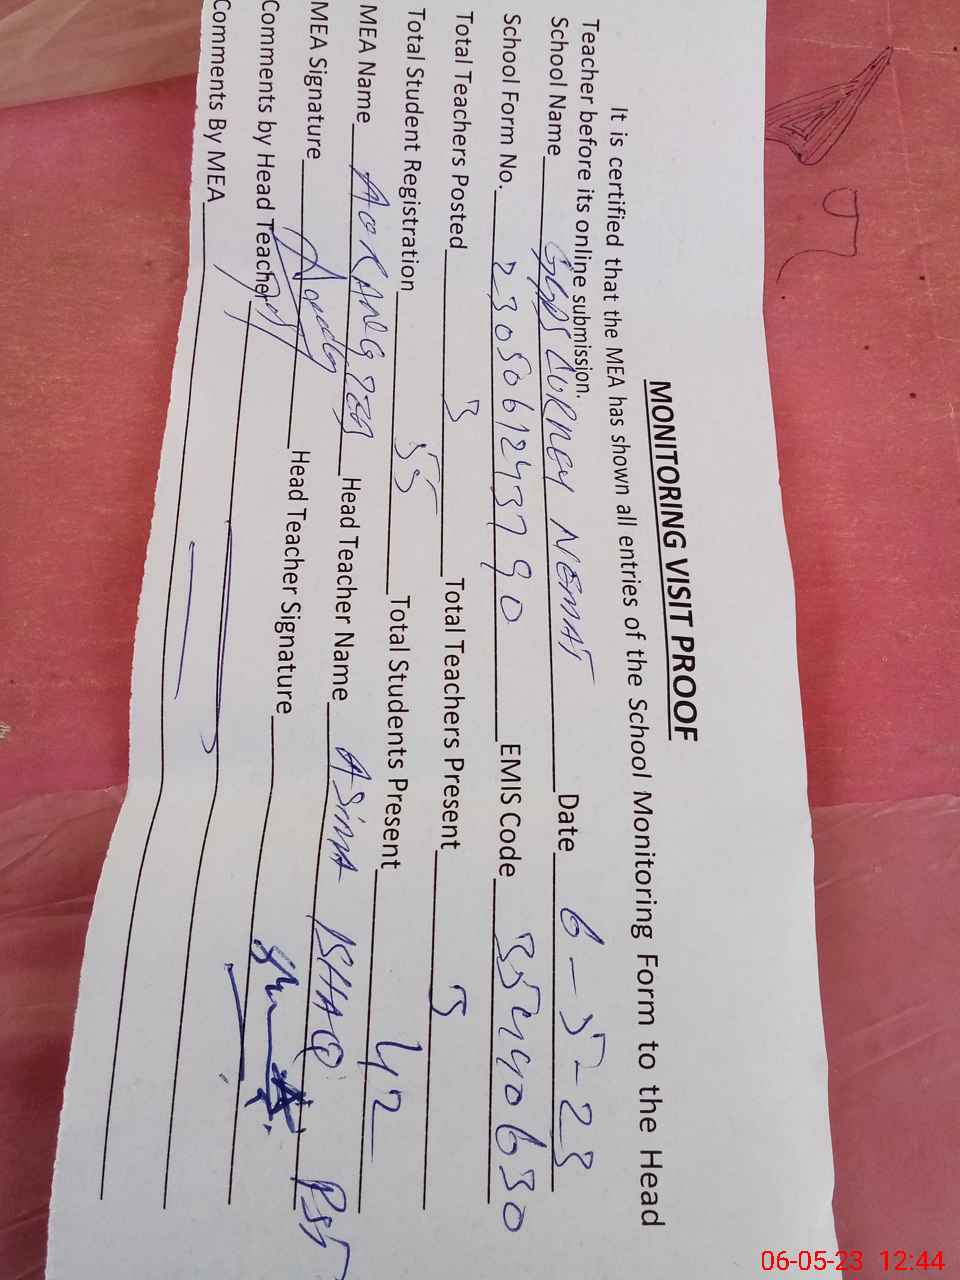 MONITORING VISIT PROOF
It is certified that the MEA has shown all entries of the School Monitoring Form to the Head
Teacher before its online submission.
School Name GGPS NEMAT Date 6-5-23
School Form No. 2305061243790 EMIS Code 35440630
Total Teachers Posted 3 Total Teachers Present 3
Total Student Registration 55 Total Students Present 42
MEA Name AORANGZEB Head Teacher Name ASIMA ISHAQ PST
MEA Signature Head Teacher Signature
Comments by Head Teacher
Comments By MEA
06-05-23 12:44